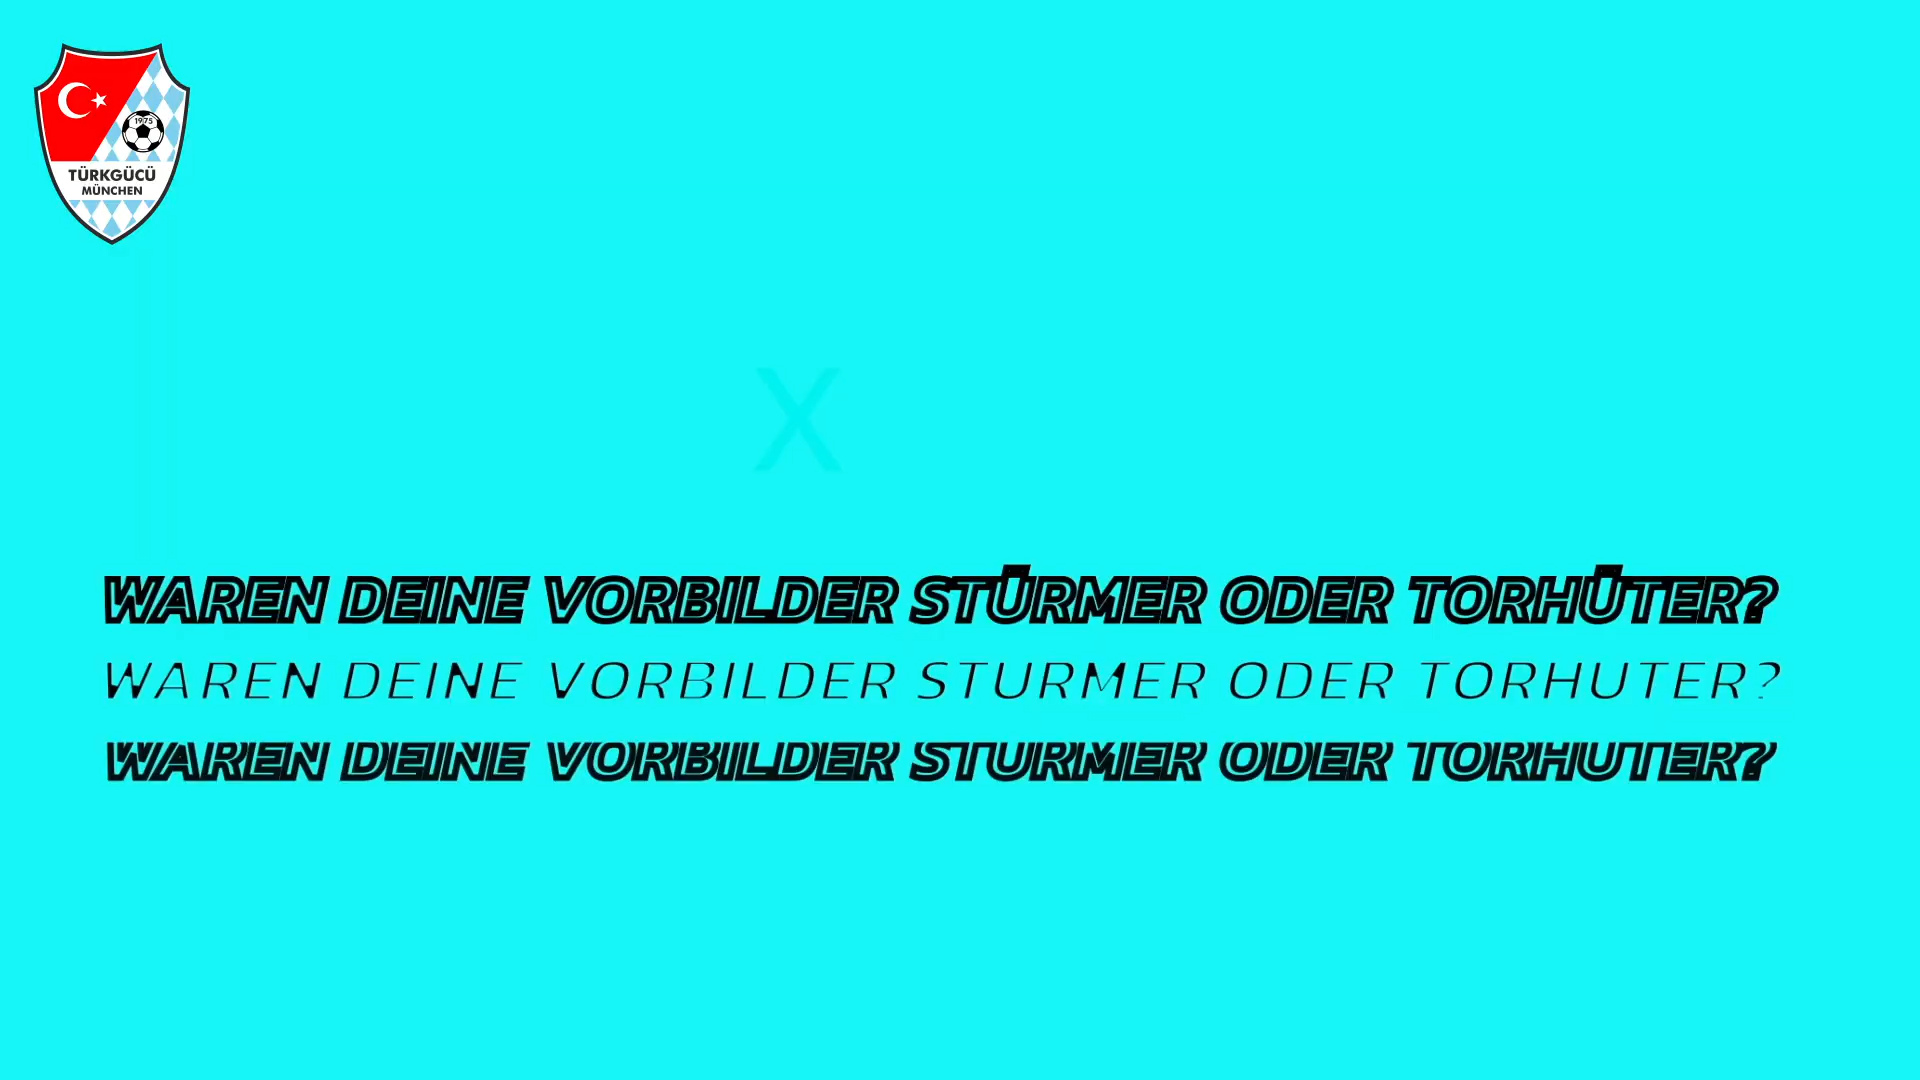 1975
TÜRKGÜCÜ
MÜNCHEN
X
WAREN DEINE VORBILDER STÜRMER ODER TORHÜTER?
WAREN DEINE VORBILDER STURMER ODER TORHUTER?
WAREN DEINE VORBILDER STURMER ODER TORHUTER?